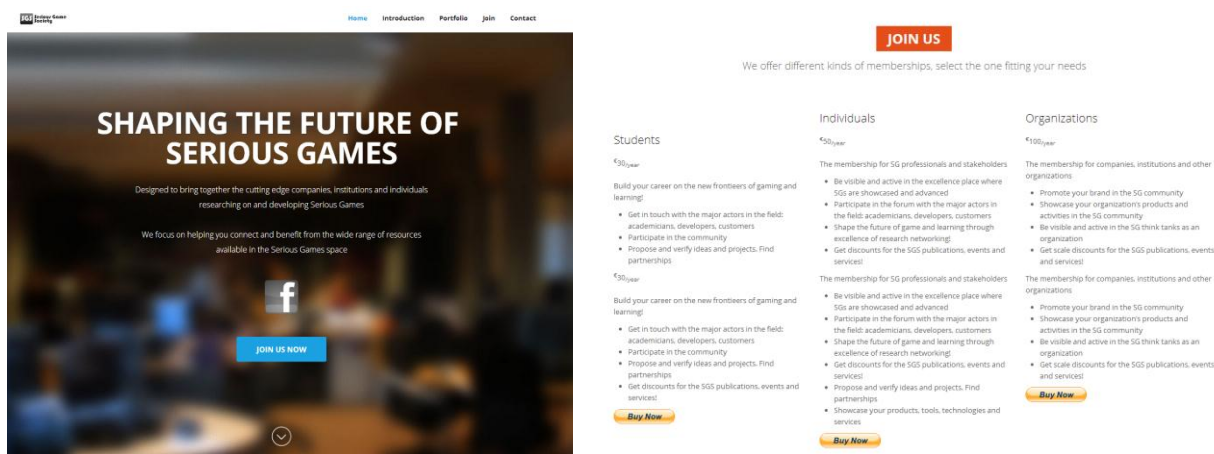 SGS Serious Game
Society
Home Introduction Portfolio Join Contact
SHAPING THE FUTURE OF
SERIOUS GAMES
Designed to bring together the cutting edge companies, institutions and individuals
researching on and developing Serious Games
We focus on helping you connect and benefit from the wide range of resources
available in the Serious Games space
f
JOIN US NOW
JOIN US
We offer different kinds of memberships, select the one fitting your needs
Students
€30/year
Build your career on the new frontieers of gaming and
learning!
• Get in touch with the major actors in the field:
academicians, developers, customers
• Participate in the community
• Propose and verify ideas and projects. Find
partnerships
€30/year
Build your career on the new frontieers of gaming and
learning!
• Get in touch with the major actors in the field:
academicians, developers, customers
• Participate in the community
• Propose and verify ideas and projects. Find
partnerships
• Get discounts for the SGS publications, events and
services!
Buy Now
Individuals
€50/year
The membership for SG professionals and stakeholders
• Be visible and active in the excellence place where
SGs are showcased and advanced
• Participate in the forum with the major actors in
the field: academicians, developers, customers
• Shape the future of game and learning through
excellence of research networking!
• Get discounts for the SGS publications, events and
services!
The membership for SG professionals and stakeholders
• Be visible and active in the excellence place where
SGs are showcased and advanced
• Participate in the forum with the major actors in
the field: academicians, developers, customers
• Shape the future of game and learning through
excellence of research networking!
• Get discounts for the SGS publications, events and
services!
• Propose and verify ideas and projects. Find
partnerships
• Showcase your products, tools, technologies and
services
Buy Now
Organizations
€100/year
The membership for companies, institutions and other
organizations
• Promote your brand in the SG community
• Showcase your organization's products and
activities in the SG community
• Be visible and active in the SG think tanks as an
organization
• Get scale discounts for the SGS publications, events
and services!
The membership for companies, institutions and other
organizations
• Promote your brand in the SG community
• Showcase your organization's products and
activities in the SG community
• Be visible and active in the SG think tanks as an
organization
• Get scale discounts for the SGS publications, events
and services!
Buy Now